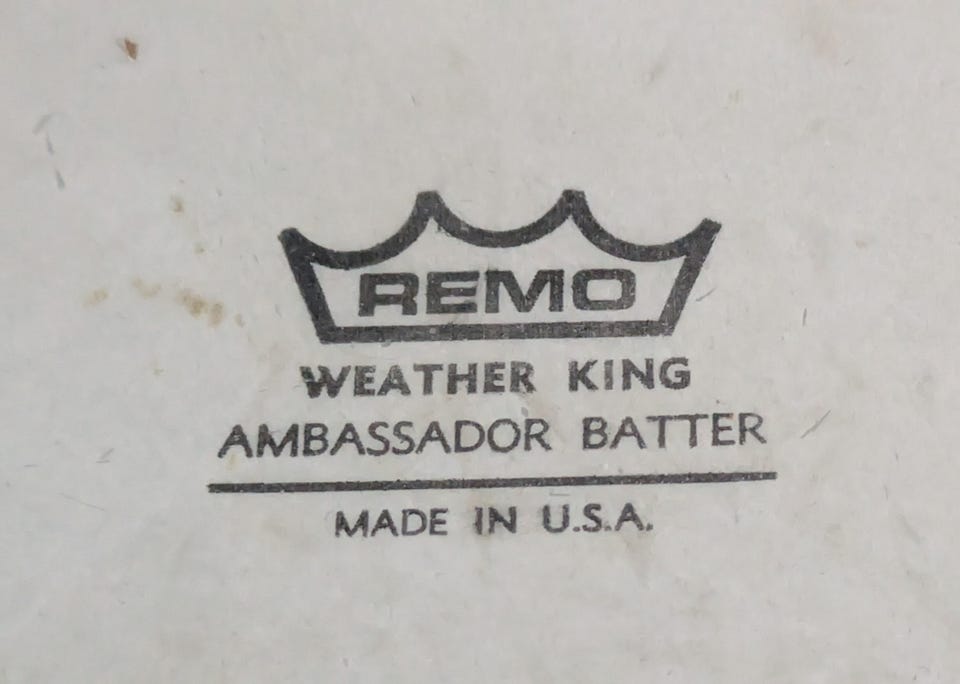 REMO
WEATHER KING
AMBASSADOR BATTER
MADE IN U.S.A.